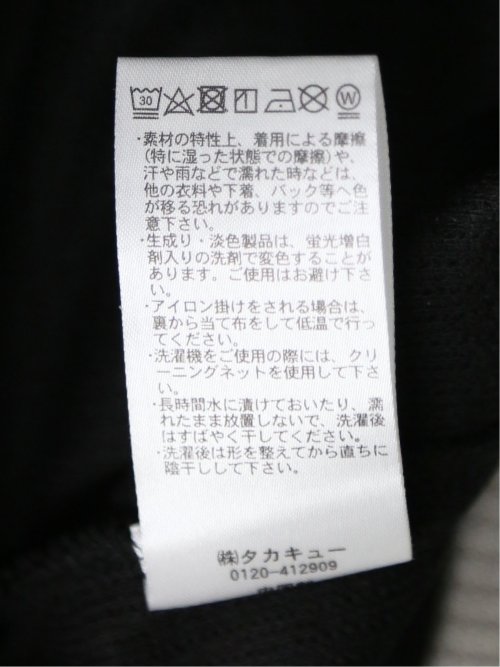 30 W
・素材の特性上、着用による摩擦
(特に湿った状態での摩擦)や、
汗や雨などで濡れた時などは、
他の衣料や下着、バック等へ色
が移る恐れがありますのでご注
意下さい。
・生成り・淡色製品は、蛍光増白
剤入りの洗剤で変色することが
あります。ご使用はお避け下さ
い。
・アイロン掛けをされる場合は、
裏から当て布をして低温で行っ
てください。
・洗濯機をご使用の際には、クリ
ーニングネットを使用して下さ
い。
・長時間水に漬けておいたり、濡
れたまま放置しないで、洗濯後
はすばやく干してください。
・洗濯後は形を整えてから直ちに
陰干しして下さい。
㈱タカキュー
0120-412909